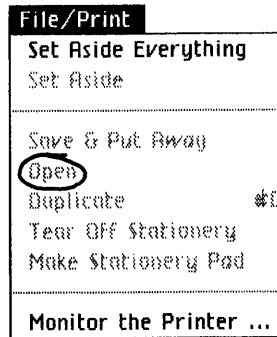 File/Print
Set Aside Everything
Set Aside
Save & Put Away
Open
Duplicate
Tear Off Stationery
Make Stationery Pad
Monitor the Printer ...